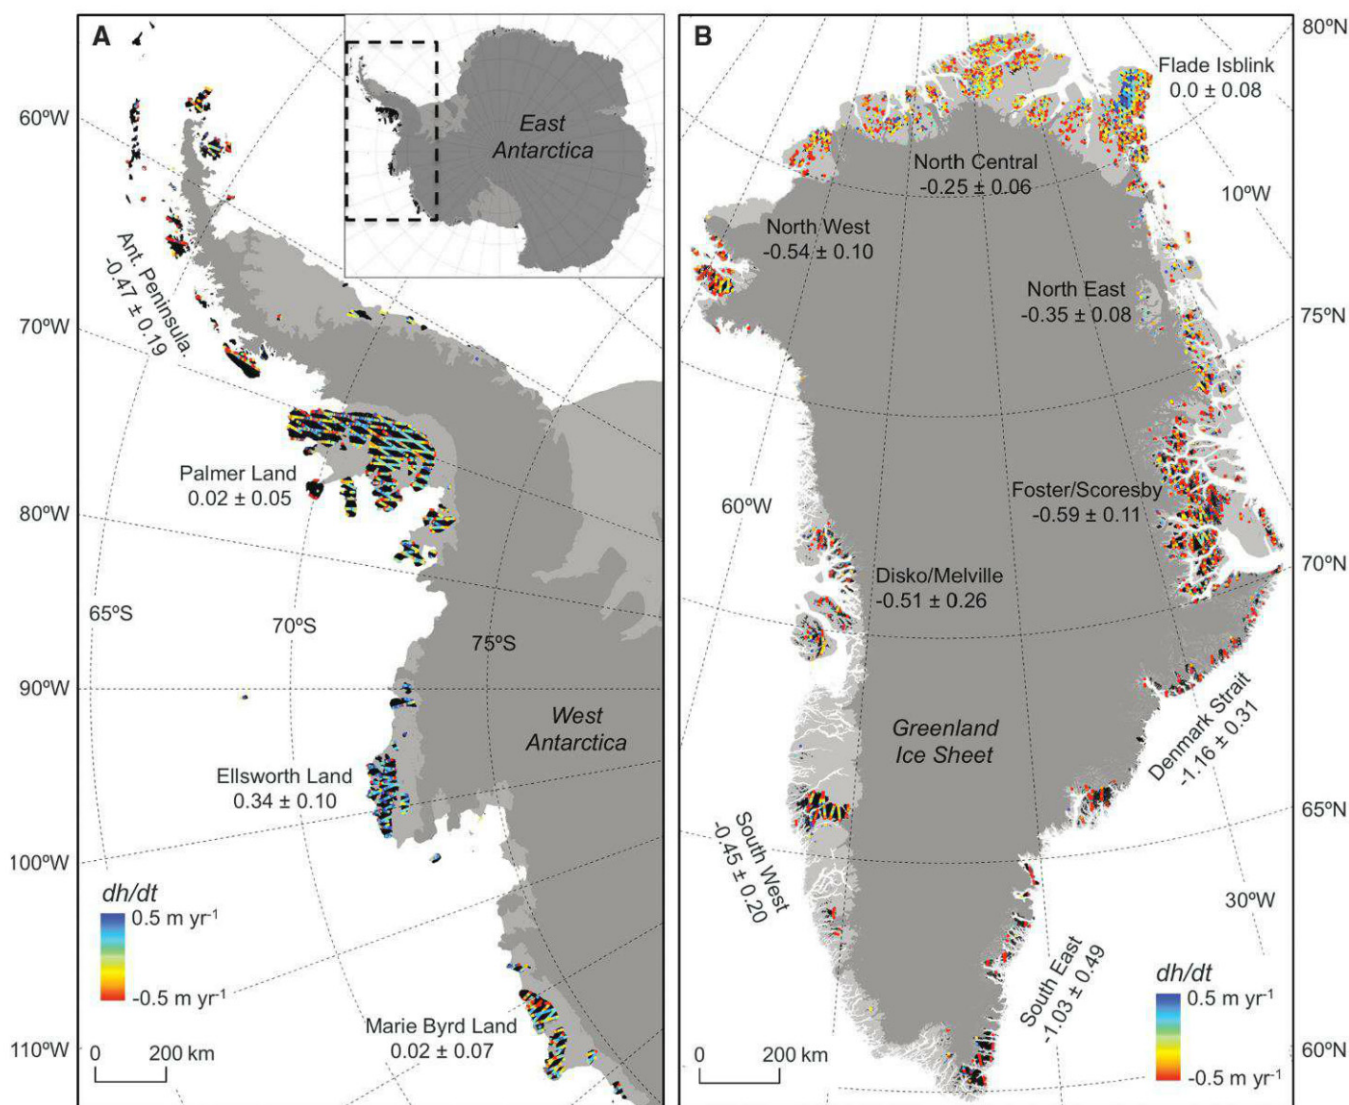 A
60ºW
70ºW
80ºW
90ºW
100ºW
110ºW
East
Antarctica
Ant. Peninsula.
-0.47 ± 0.19
Palmer Land
0.02 ± 0.05
65ºS
70ºS
75ºS
West
Antarctica
Ellsworth Land
0.34 ± 0.10
dh/dt
0.5 m yr⁻¹
-0.5 m yr⁻¹
Marie Byrd Land
0.02 ± 0.07
0
200 km
B
80ºN
Flade Isblink
0.0 ± 0.08
North Central
-0.25 ± 0.06
10ºW
North West
-0.54 ± 0.10
North East
-0.35 ± 0.08
75ºN
Foster/Scoresby
-0.59 ± 0.11
60ºW
70ºN
Disko/Melville
-0.51 ± 0.26
Greenland
Ice Sheet
Denmark Strait
-1.16 ± 0.31
65ºN
South West
-0.45 ± 0.20
30ºW
South East
-1.03 ± 0.49
dh/dt
0.5 m yr⁻¹
-0.5 m yr⁻¹
0
200 km
60ºN